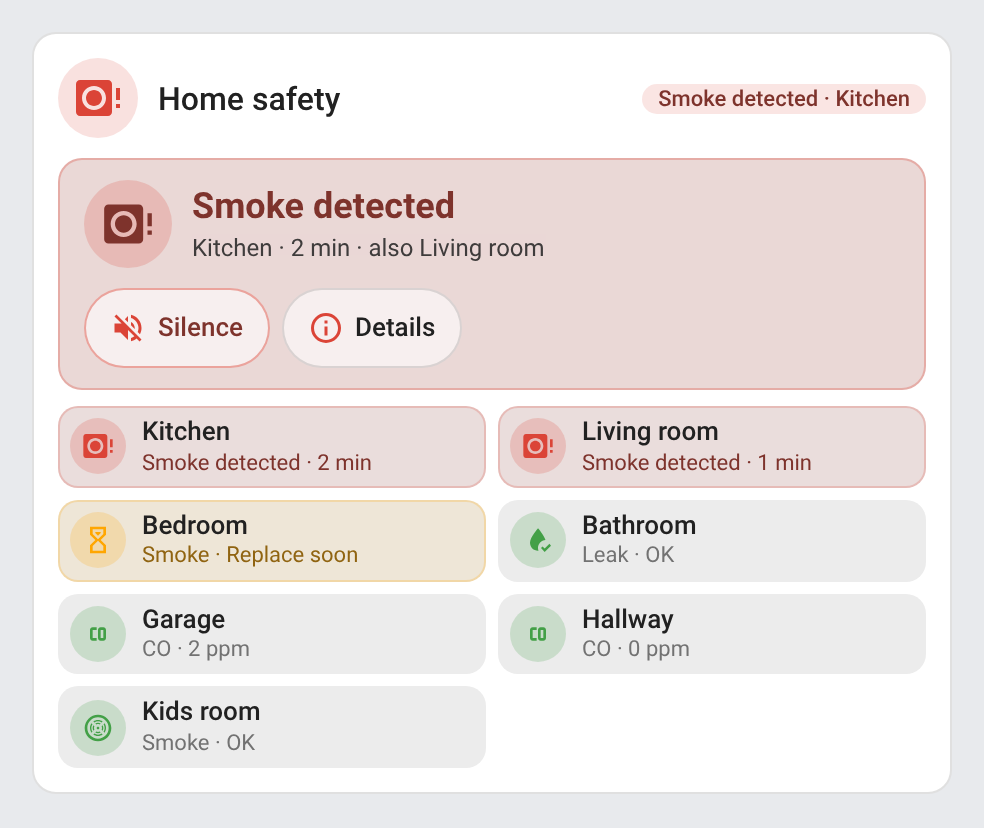 Home safety
Smoke detected · Kitchen
Smoke detected
Kitchen · 2 min · also Living room
Silence
Details
Kitchen
Smoke detected · 2 min
Living room
Smoke detected · 1 min
Bedroom
Smoke · Replace soon
Bathroom
Leak · OK
CO
Garage
CO · 2 ppm
CO
Hallway
CO · 0 ppm
Kids room
Smoke · OK